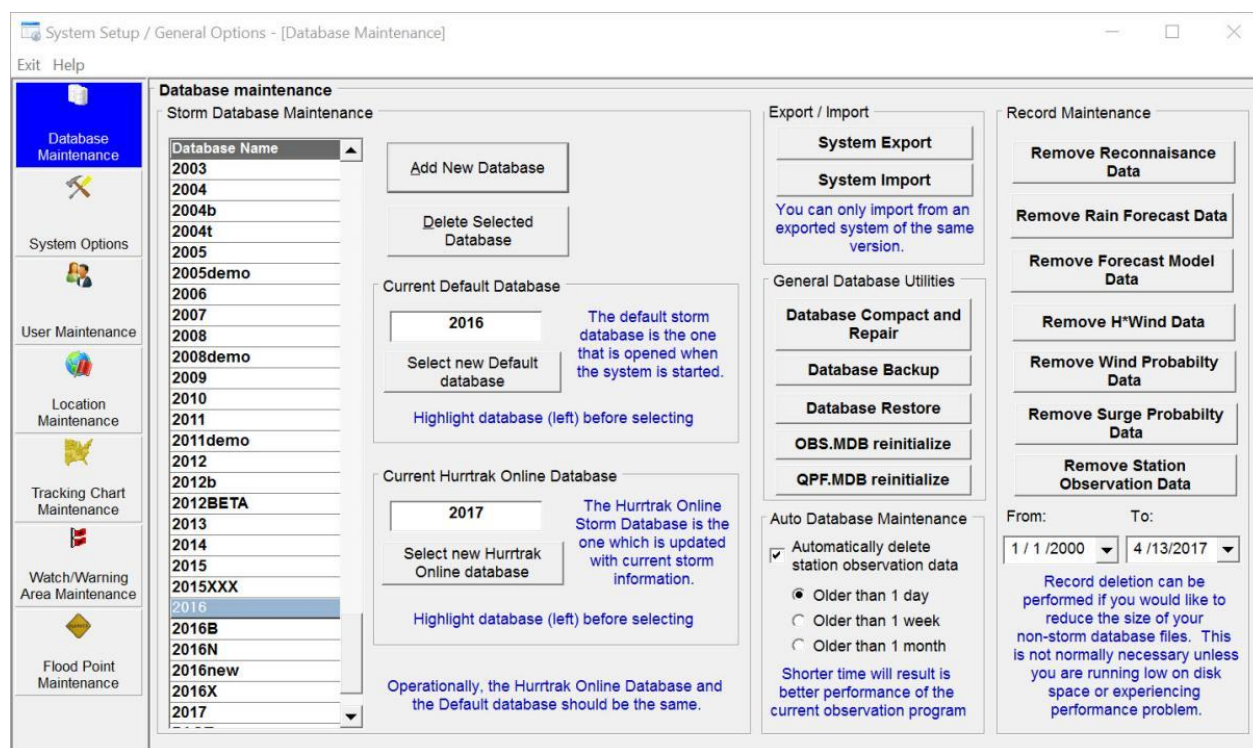 System Setup / General Options - [Database Maintenance]
Exit Help
Database
Maintenance
System Options
User Maintenance
Location
Maintenance
Tracking Chart
Maintenance
Watch/Warning
Area Maintenance
Flood Point
Maintenance
Database maintenance
Storm Database Maintenance
Database Name
2003
2004
2004b
2004t
2005
2005demo
2006
2007
2008
2008demo
2009
2010
2011
2011demo
2012
2012b
2012BETA
2013
2014
2015
2015XXX
2016
2016B
2016N
2016new
2016X
2017
Add New Database
Delete Selected
Database
Current Default Database
2016
Select new Default
database
The default storm
database is the one
that is opened when
the system is started.
Highlight database (left) before selecting
Current Hurrtrak Online Database
2017
Select new Hurrtrak
Online database
The Hurrtrak Online
Storm Database is the
one which is updated
with current storm
information.
Highlight database (left) before selecting
Operationally, the Hurrtrak Online Database and
the Default database should be the same.
Export / Import
System Export
System Import
You can only import from an
exported system of the same
version.
General Database Utilities
Database Compact and
Repair
Database Backup
Database Restore
OBS.MDB reinitialize
QPF.MDB reinitialize
Auto Database Maintenance
Automatically delete
station observation data
Older than 1 day
Older than 1 week
Older than 1 month
Shorter time will result is
better performance of the
current observation program
Record Maintenance
Remove Reconnaisance
Data
Remove Rain Forecast Data
Remove Forecast Model
Data
Remove H*Wind Data
Remove Wind Probabilty
Data
Remove Surge Probabilty
Data
Remove Station
Observation Data
From: To:
1 / 1 /2000 4 /13/2017
Record deletion can be
performed if you would like to
reduce the size of your
non-storm database files. This
is not normally necessary unless
you are running low on disk
space or experiencing
performance problem.